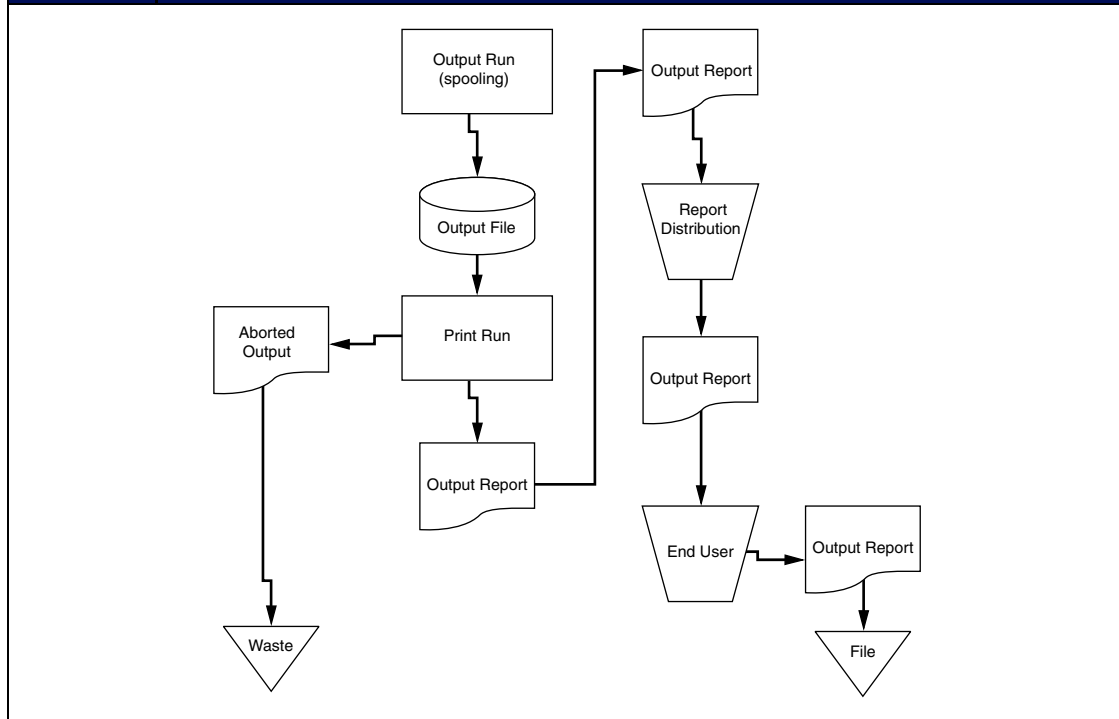 Output Run
(spooling)
Output File
Print Run
Aborted
Output
Output Report
Waste
Output Report
Report
Distribution
Output Report
End User
Output Report
File